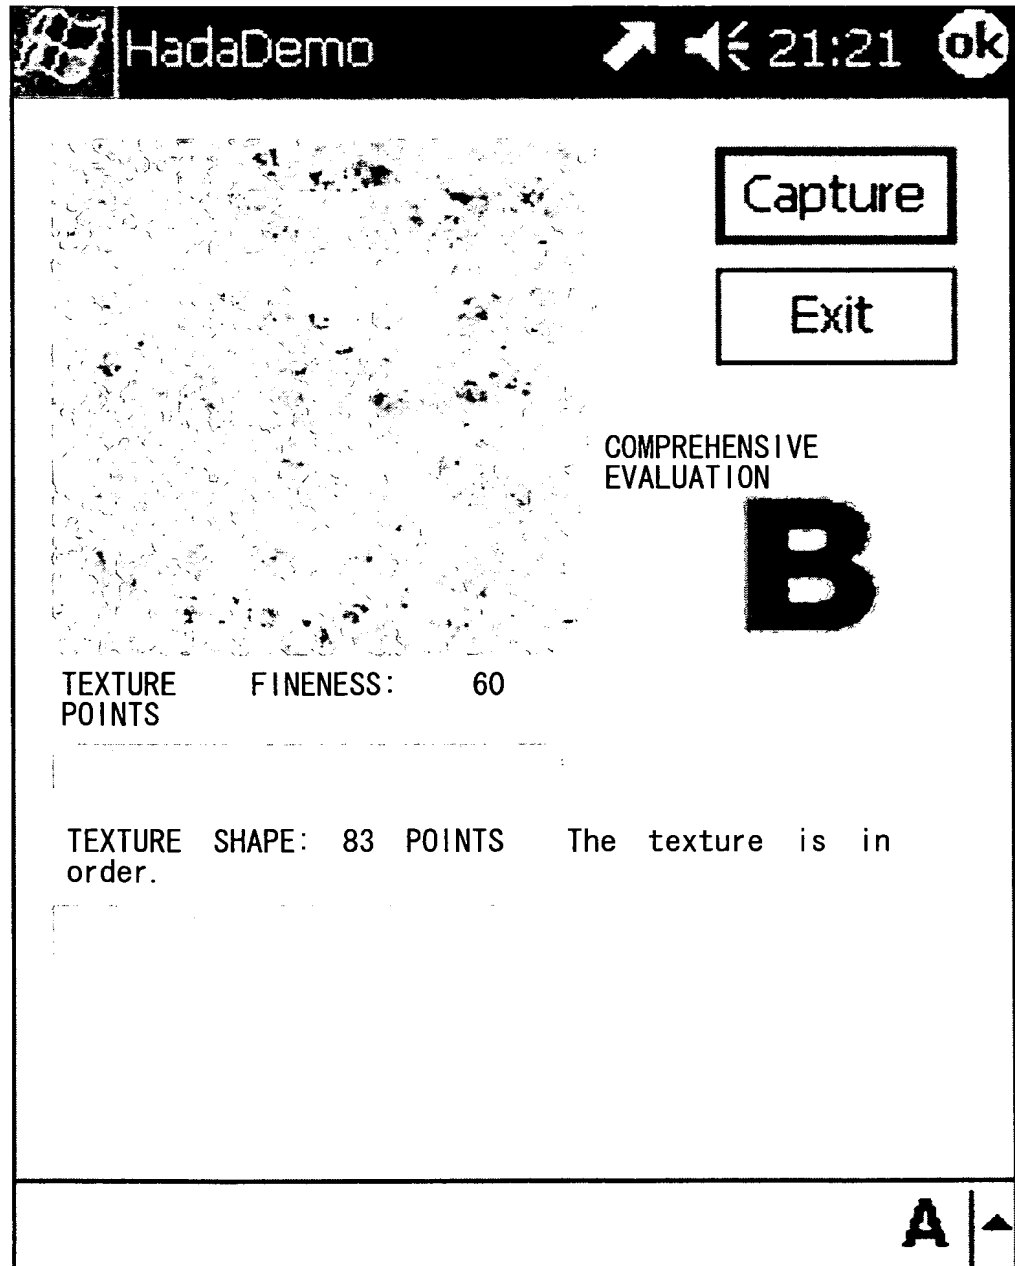 HadaDemo 21:21 ok
Capture
Exit
COMPREHENSIVE
EVALUATION
B
TEXTURE FINENESS: 60
POINTS
TEXTURE SHAPE: 83 POINTS The texture is in
order.
A